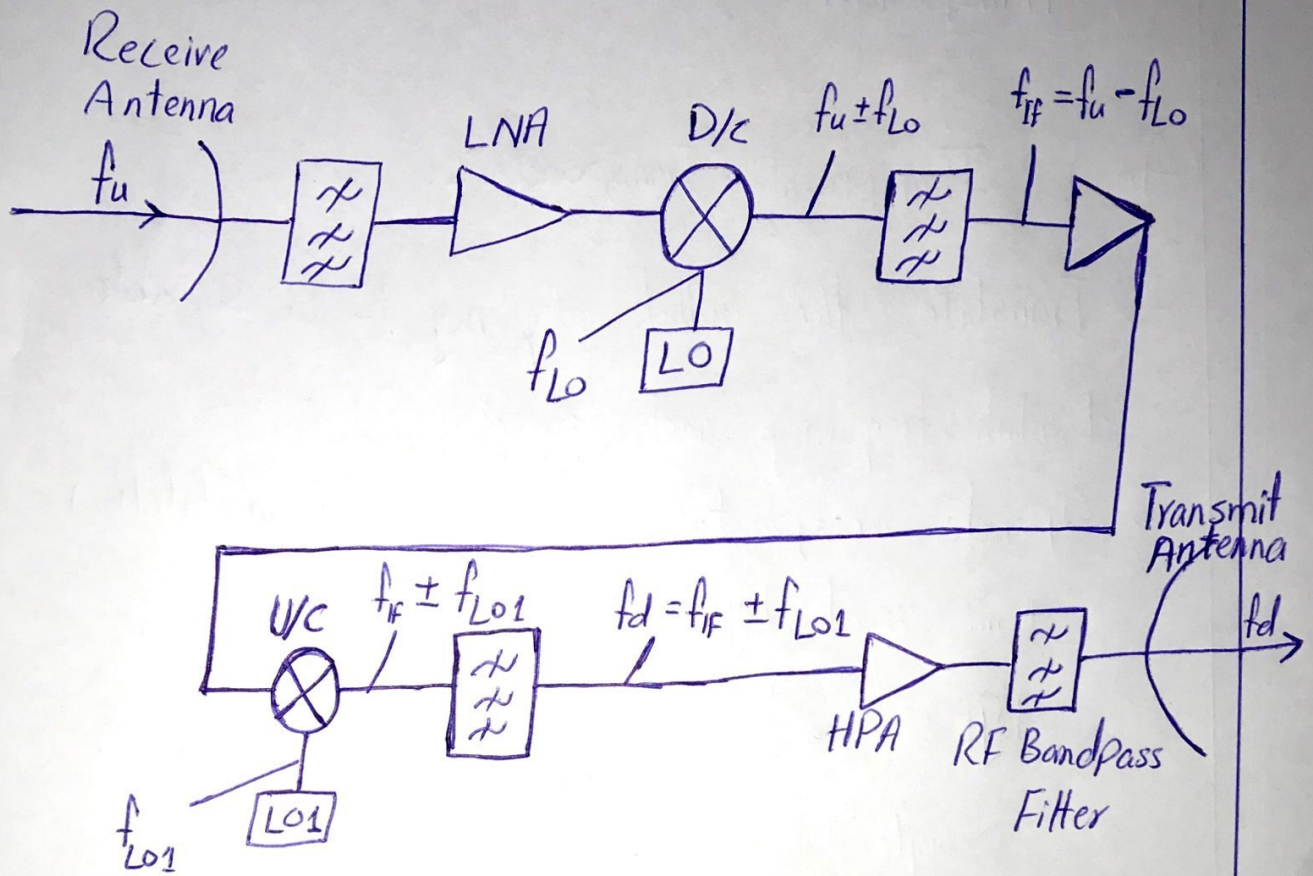 Receive
Antenna
fu
LNA
D/C
fu ± fLO
fIF = fu - fLO
fLO
LO
Transmit
Antenna
U/C
fIF ± fLO1
fd = fIF ± fLO1
fd
HPA
RF Bandpass
Filter
fLO1
LO1